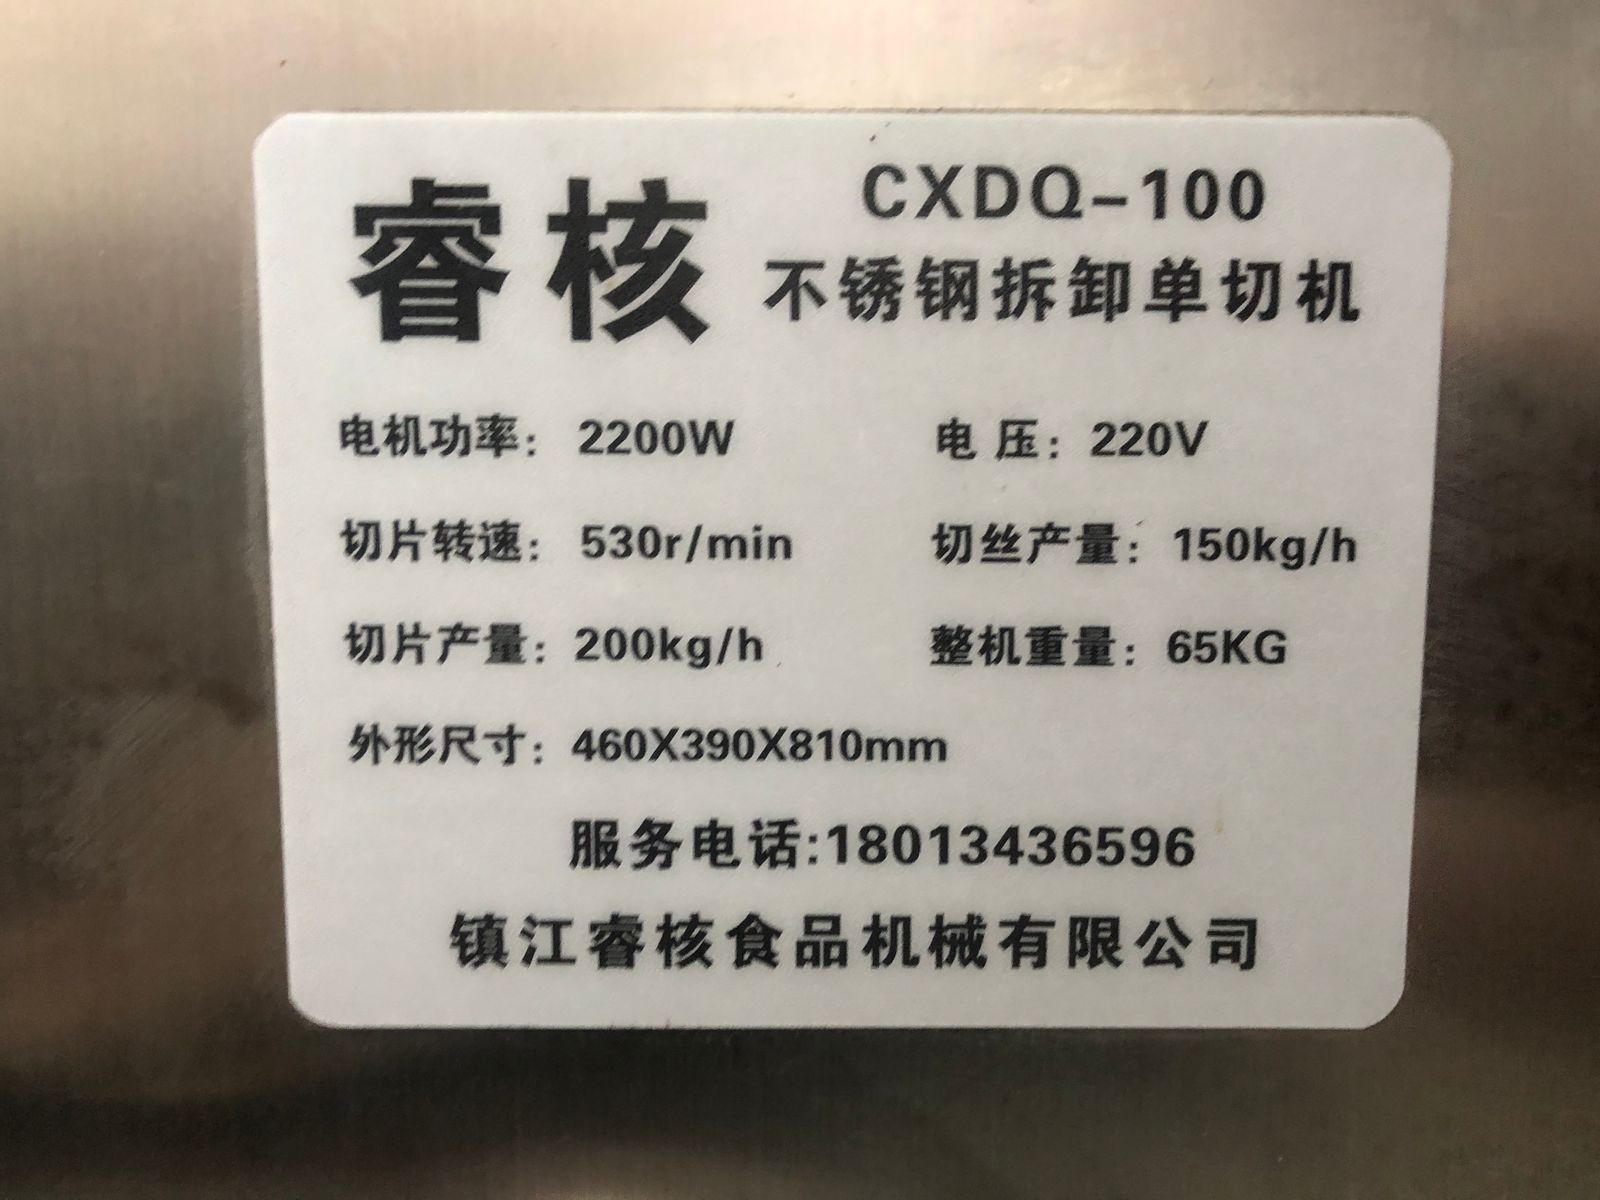 睿核
CXDQ-100
不锈钢拆卸单切机
电机功率：2200W 电 压：220V
切片转速：530r/min 切丝产量：150kg/h
切片产量：200kg/h 整机重量：65KG
外形尺寸：460X390X810mm
服务电话:18013436596
镇江睿核食品机械有限公司